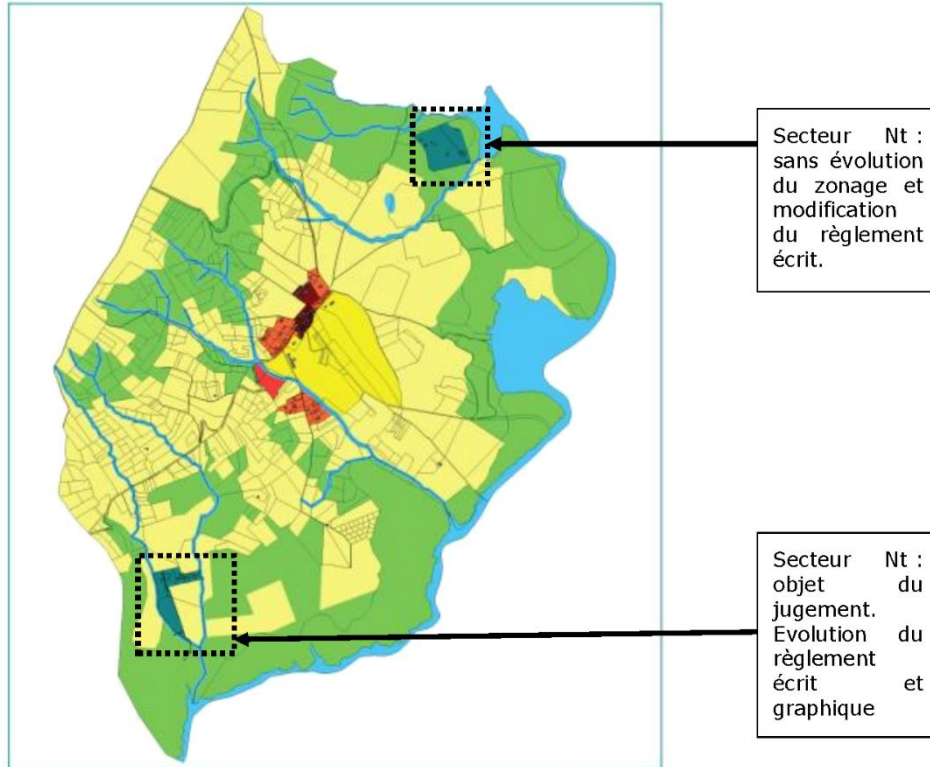 Secteur Nt :
sans évolution
du zonage et
modification
du règlement
écrit.
Secteur Nt :
objet du
jugement.
Evolution du
règlement
écrit et
graphique